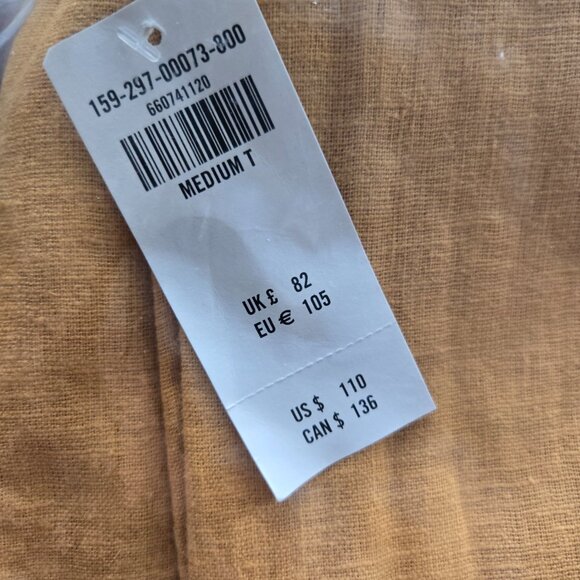 159-297-00073-800
660741120
MEDIUM T
UK £ 82
EU € 105
US $ 110
CAN $ 136